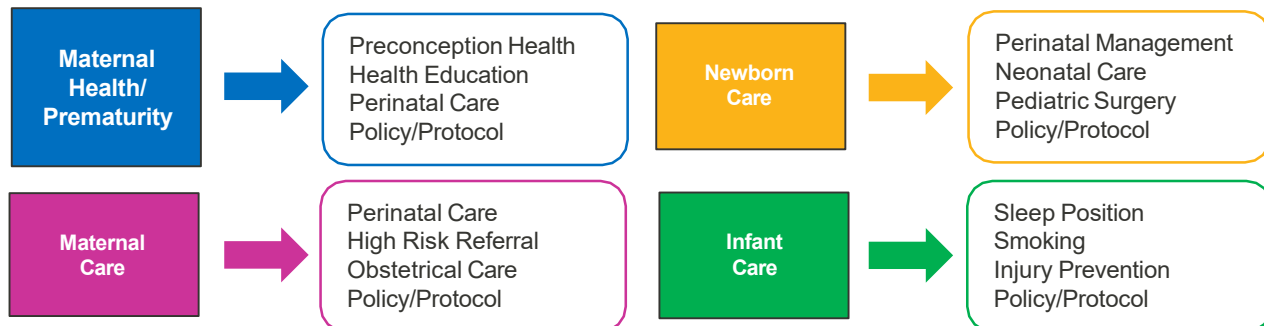 Maternal
Health/
Prematurity
Preconception Health
Health Education
Perinatal Care
Policy/Protocol
Newborn
Care
Perinatal Management
Neonatal Care
Pediatric Surgery
Policy/Protocol
Maternal
Care
Perinatal Care
High Risk Referral
Obstetrical Care
Policy/Protocol
Infant
Care
Sleep Position
Smoking
Injury Prevention
Policy/Protocol